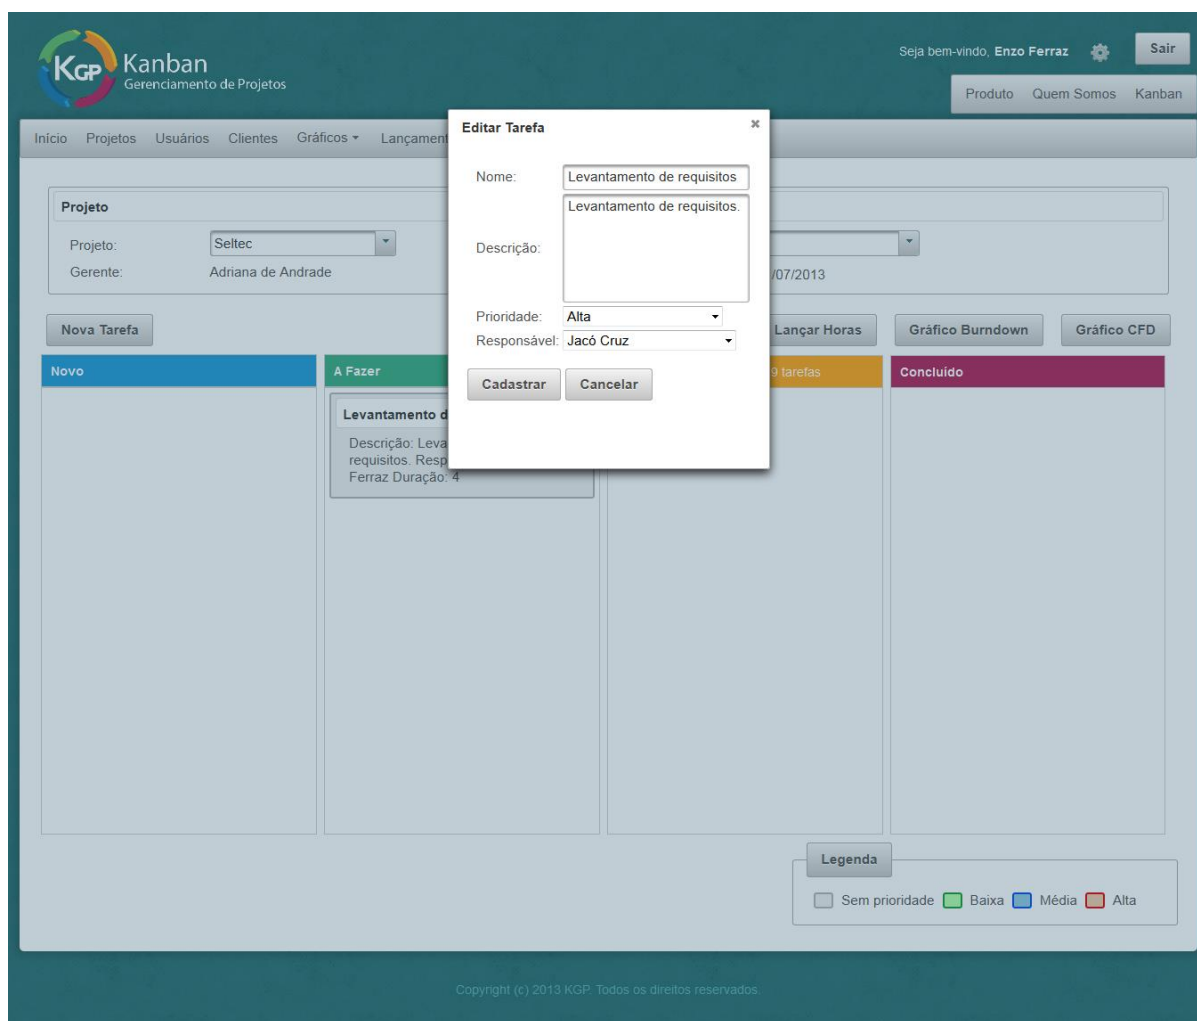 KGP Kanban
Gerenciamento de Projetos
Seja bem-vindo, Enzo Ferraz
Sair
Produto Quem Somos Kanban
Início Projetos Usuários Clientes Gráficos
Editar Tarefa
Nome: Levantamento de requisitos
Descrição: Levantamento de requisitos.
Prioridade: Alta
Responsável: Jacó Cruz
Cadastrar Cancelar
Projeto
Projeto: Seltec
Gerente: Adriana de Andrade
/07/2013
Nova Tarefa
Lançar Horas Gráfico Burndown Gráfico CFD
Novo A Fazer 9 tarefas Concluído
Levantamento d
Descrição: Leva
requisitos. Resp
Ferraz Duração: 4
Legenda
Sem prioridade Baixa Média Alta
Copyright (c) 2013 KGP. Todos os direitos reservados.